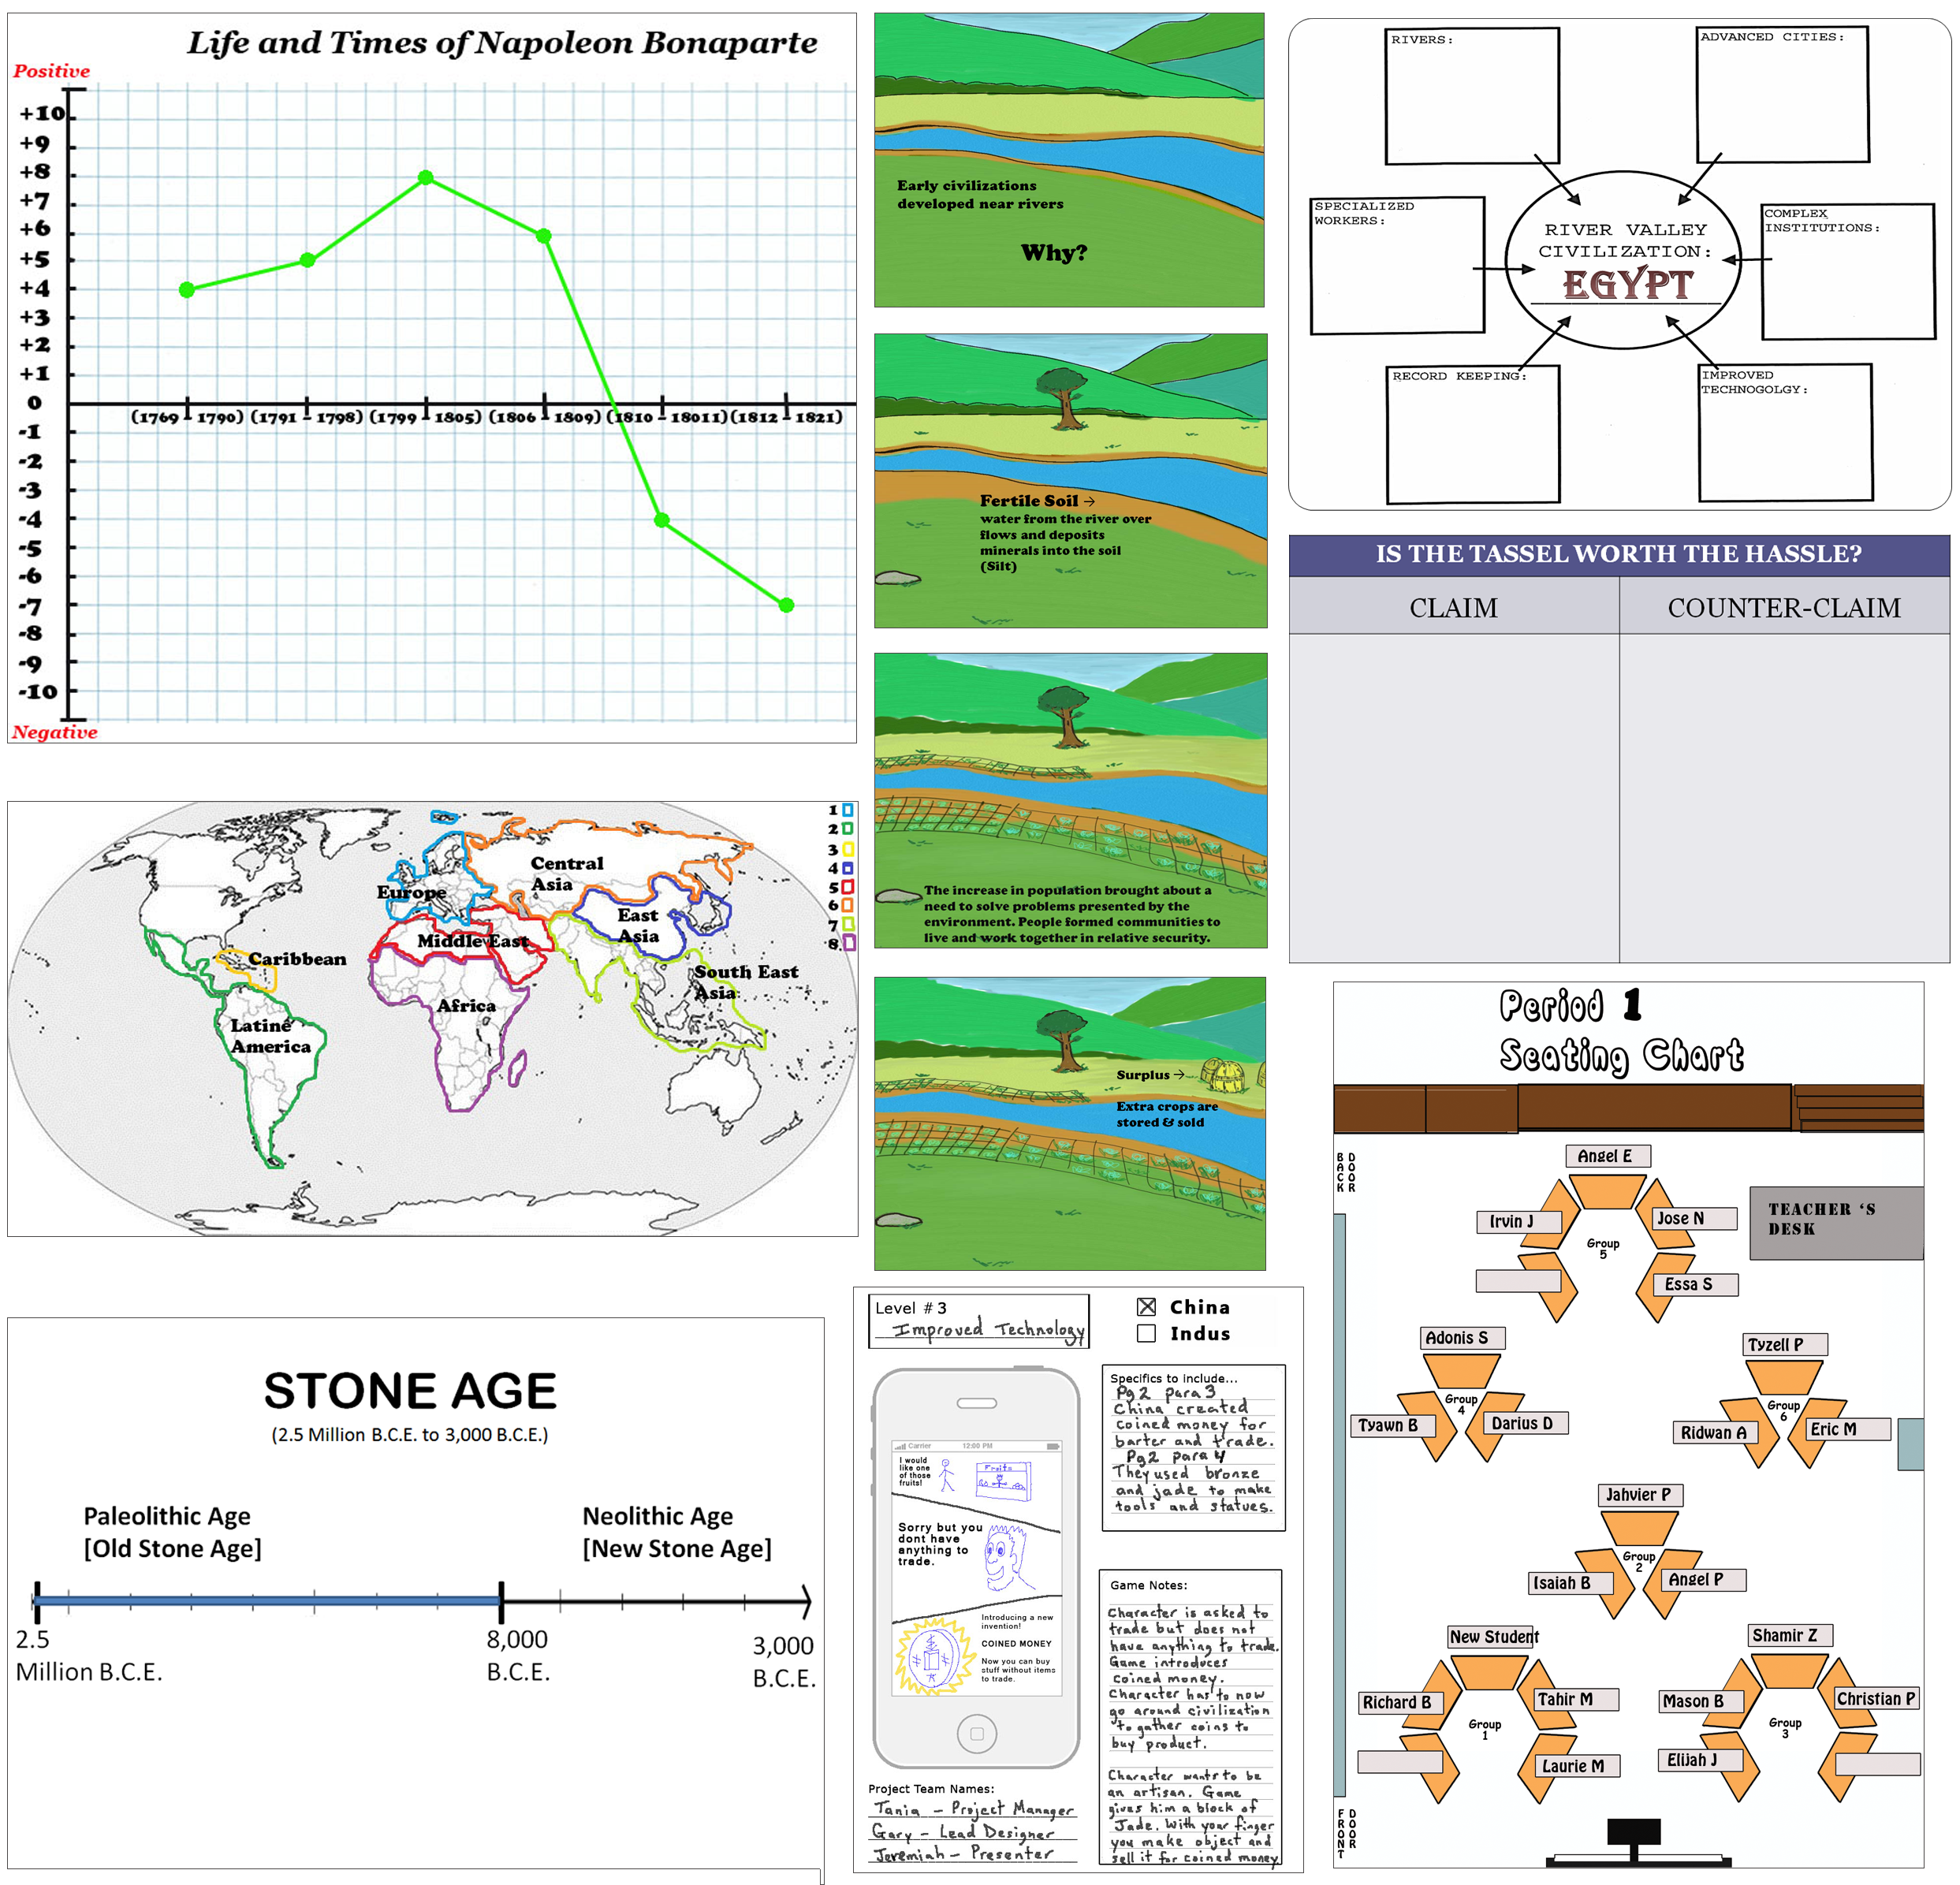 Life and Times of Napoleon Bonaparte
Positive
+10
+9
+8
+7
+6
+5
+4
+3
+2
+1
0
(1769 - 1790) (1791 - 1798) (1799 - 1805) (1806 - 1809) (1810 - 18011) (1812 - 1821)
-1
-2
-3
-4
-5
-6
-7
-8
-9
-10
Negative
Early civilizations
developed near rivers
Why?
Fertile Soil →
water from the river over
flows and deposits
minerals into the soil
(Silt)
The increase in population brought about a
need to solve problems presented by the
environment. People formed communities to
live and work together in relative security.
Surplus →
Extra crops are
stored & sold
RIVERS:
ADVANCED CITIES:
SPECIALIZED
WORKERS:
COMPLEX
INSTITUTIONS:
RIVER VALLEY
CIVILIZATION:
EGYPT
RECORD KEEPING:
IMPROVED
TECHNOGOLGY:
IS THE TASSEL WORTH THE HASSLE?
CLAIM
COUNTER-CLAIM
1
2
3
4
5
6
7
8
Central
Asia
Europe
East
Asia
Middle East
Caribbean
South East
Asia
Africa
Latine
America
STONE AGE
(2.5 Million B.C.E. to 3,000 B.C.E.)
Paleolithic Age
[Old Stone Age]
Neolithic Age
[New Stone Age]
2.5
Million B.C.E.
8,000
B.C.E.
3,000
B.C.E.
Level # 3
Improved Technology
China
Indus
Carrier 12:00 PM
I would
like one
of those
fruits!
Fruits
Sorry but you
dont have
anything to
trade.
Introducing a new
invention!
COINED MONEY
Now you can buy
stuff without items
to trade.
Specifics to include...
Pg 2 para 3
China created
coined money for
barter and trade.
Pg 2 para 4
They used bronze
and jade to make
tools and statues.
Game Notes:
Character is asked to
trade but does not
have anything to trade.
Game introduces
coined money.
Character has to now
go around civilization
to gather coins to
buy product.
Character wants to be
an artisan. Game
gives him a block of
Jade. With your finger
you make object and
sell it for coined money
Project Team Names:
Tania - Project Manager
Gary - Lead Designer
Jeremiah - Presenter
Period 1
Seating Chart
BACK DOOR
TEACHER 'S
DESK
Angel E
Irvin J
Jose N
Group
5
Essa S
Adonis S
Tyawn B
Group
4
Darius D
Tyzell P
Ridwan A
Group
6
Eric M
Jahvier P
Isaiah B
Group
2
Angel P
New Student
Richard B
Tahir M
Group
1
Laurie M
Shamir Z
Mason B
Christian P
Group
3
Elijah J
FRONT DOOR